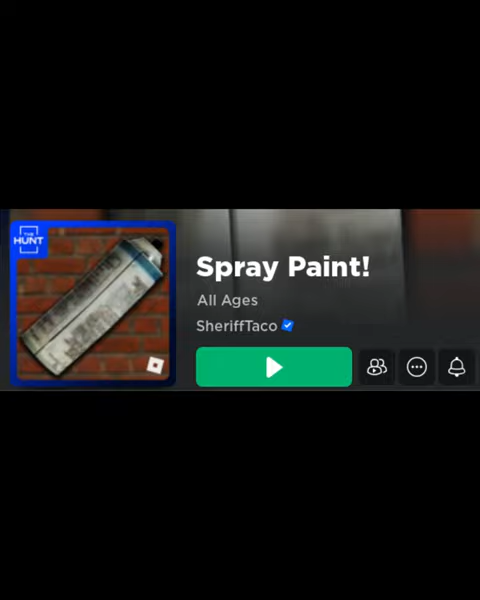 THE
HUNT
Spray Paint!
All Ages
SheriffTaco